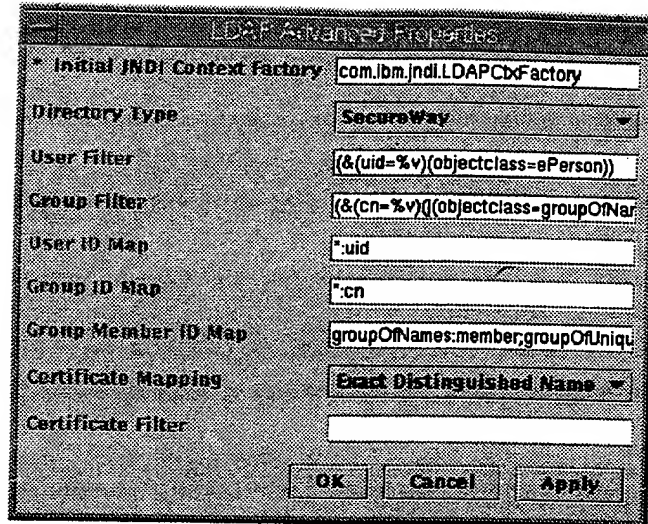 LDAP Advanced Properties
* Initial JNDI Context Factory com.ibm.jndi.LDAPCtxFactory
Directory Type SecureWay
User Filter (&(uid=%v)(objectclass=ePerson))
Group Filter (&(cn=%v)(|(objectclass=groupOfNar
User ID Map *:uid
Group ID Map *:cn
Group Member ID Map groupOfNames:member;groupOfUniqu
Certificate Mapping Exact Distinguished Name
Certificate Filter
OK Cancel Apply